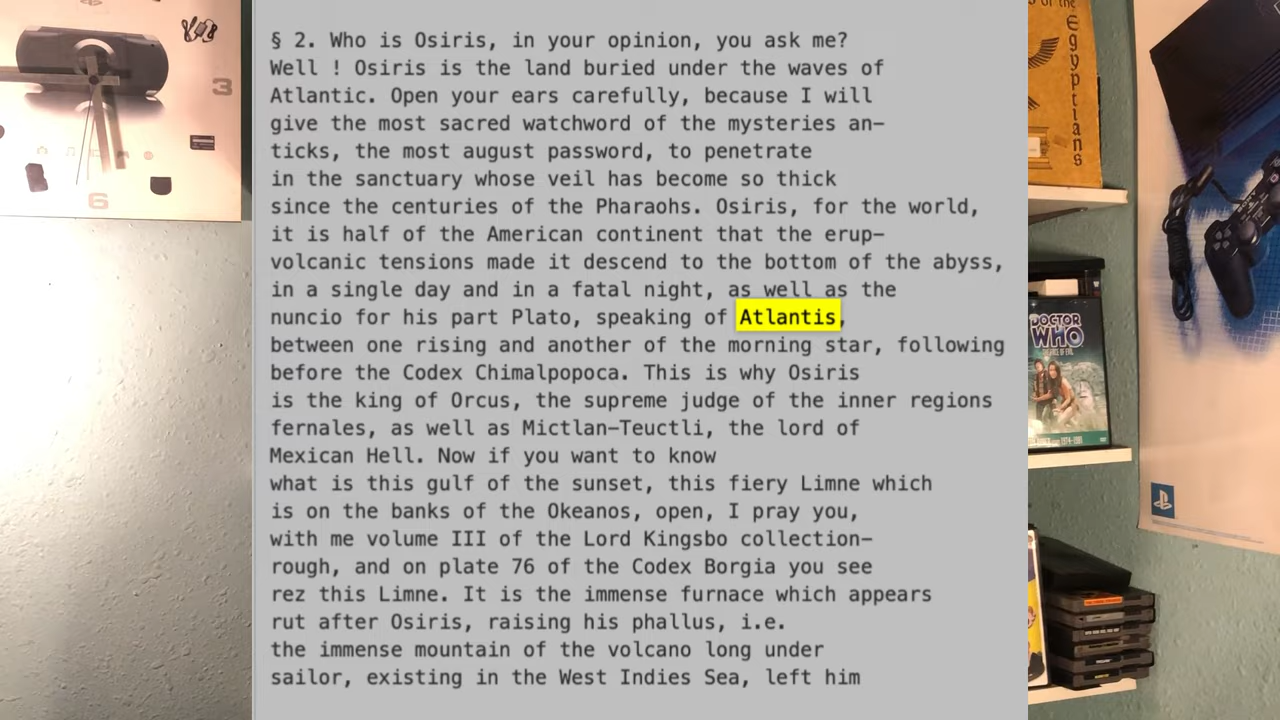 § 2. Who is Osiris, in your opinion, you ask me?
Well ! Osiris is the land buried under the waves of
Atlantic. Open your ears carefully, because I will
give the most sacred watchword of the mysteries an–
ticks, the most august password, to penetrate
in the sanctuary whose veil has become so thick
since the centuries of the Pharaohs. Osiris, for the world,
it is half of the American continent that the erup–
volcanic tensions made it descend to the bottom of the abyss,
in a single day and in a fatal night, as well as the
nuncio for his part Plato, speaking of Atlantis,
between one rising and another of the morning star, following
before the Codex Chimalpopoca. This is why Osiris
is the king of Orcus, the supreme judge of the inner regions
fernales, as well as Mictlan–Teuctli, the lord of
Mexican Hell. Now if you want to know
what is this gulf of the sunset, this fiery Limne which
is on the banks of the Okeanos, open, I pray you,
with me volume III of the Lord Kingsbo collection–
rough, and on plate 76 of the Codex Borgia you see
rez this Limne. It is the immense furnace which appears
rut after Osiris, raising his phallus, i.e.
the immense mountain of the volcano long under
sailor, existing in the West Indies Sea, left him
3
6
of the
Egyptians
DOCTOR
WHO